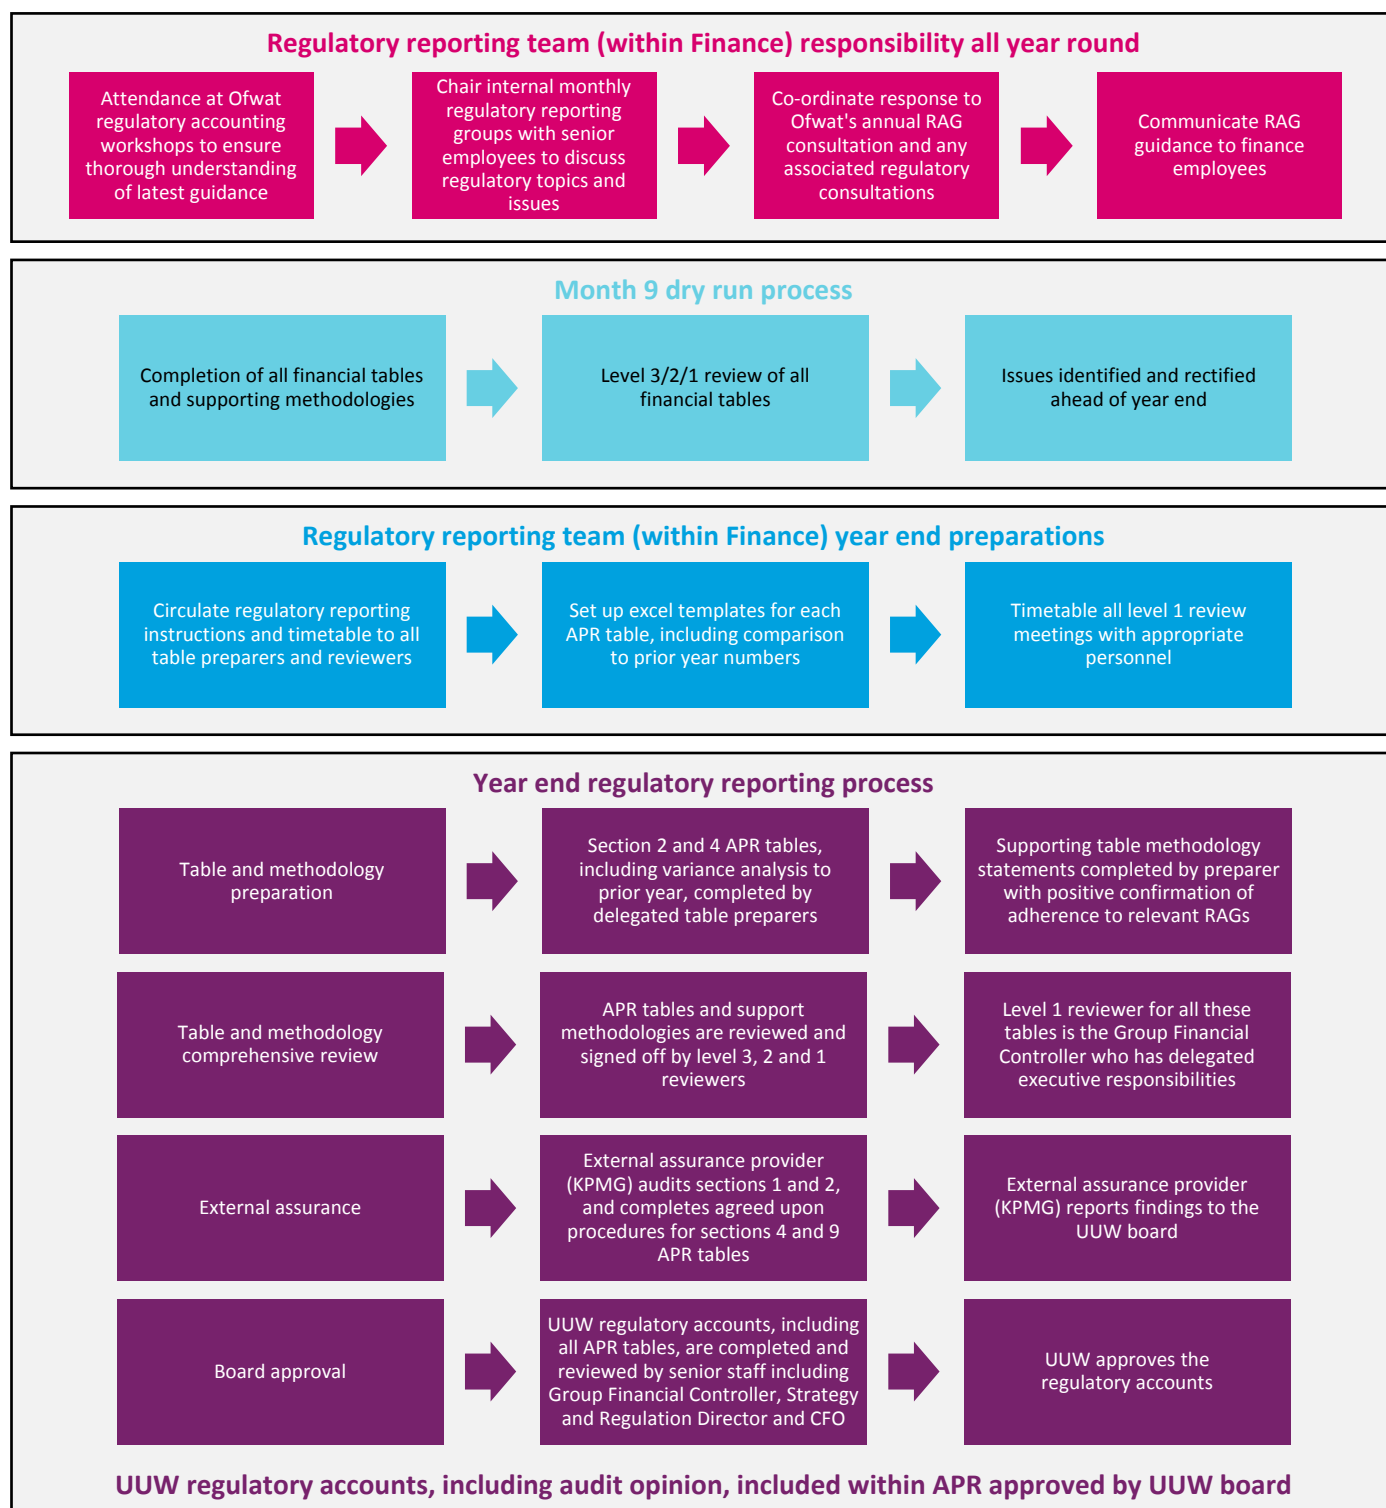 Regulatory reporting team (within Finance) responsibility all year round
Attendance at Ofwat
regulatory accounting
workshops to ensure
thorough understanding
of latest guidance
Chair internal monthly
regulatory reporting
groups with senior
employees to discuss
regulatory topics and
issues
Co-ordinate response to
Ofwat's annual RAG
consultation and any
associated regulatory
consultations
Communicate RAG
guidance to finance
employees
Month 9 dry run process
Completion of all financial tables
and supporting methodologies
Level 3/2/1 review of all
financial tables
Issues identified and rectified
ahead of year end
Regulatory reporting team (within Finance) year end preparations
Circulate regulatory reporting
instructions and timetable to all
table preparers and reviewers
Set up excel templates for each
APR table, including comparison
to prior year numbers
Timetable all level 1 review
meetings with appropriate
personnel
Year end regulatory reporting process
Table and methodology
preparation
Section 2 and 4 APR tables,
including variance analysis to
prior year, completed by
delegated table preparers
Supporting table methodology
statements completed by preparer
with positive confirmation of
adherence to relevant RAGs
Table and methodology
comprehensive review
APR tables and support
methodologies are reviewed and
signed off by level 3, 2 and 1
reviewers
Level 1 reviewer for all these
tables is the Group Financial
Controller who has delegated
executive responsibilities
External assurance
External assurance provider
(KPMG) audits sections 1 and 2,
and completes agreed upon
procedures for sections 4 and 9
APR tables
External assurance provider
(KPMG) reports findings to the
UUW board
Board approval
UUW regulatory accounts, including
all APR tables, are completed and
reviewed by senior staff including
Group Financial Controller, Strategy
and Regulation Director and CFO
UUW approves the
regulatory accounts
UUW regulatory accounts, including audit opinion, included within APR approved by UUW board